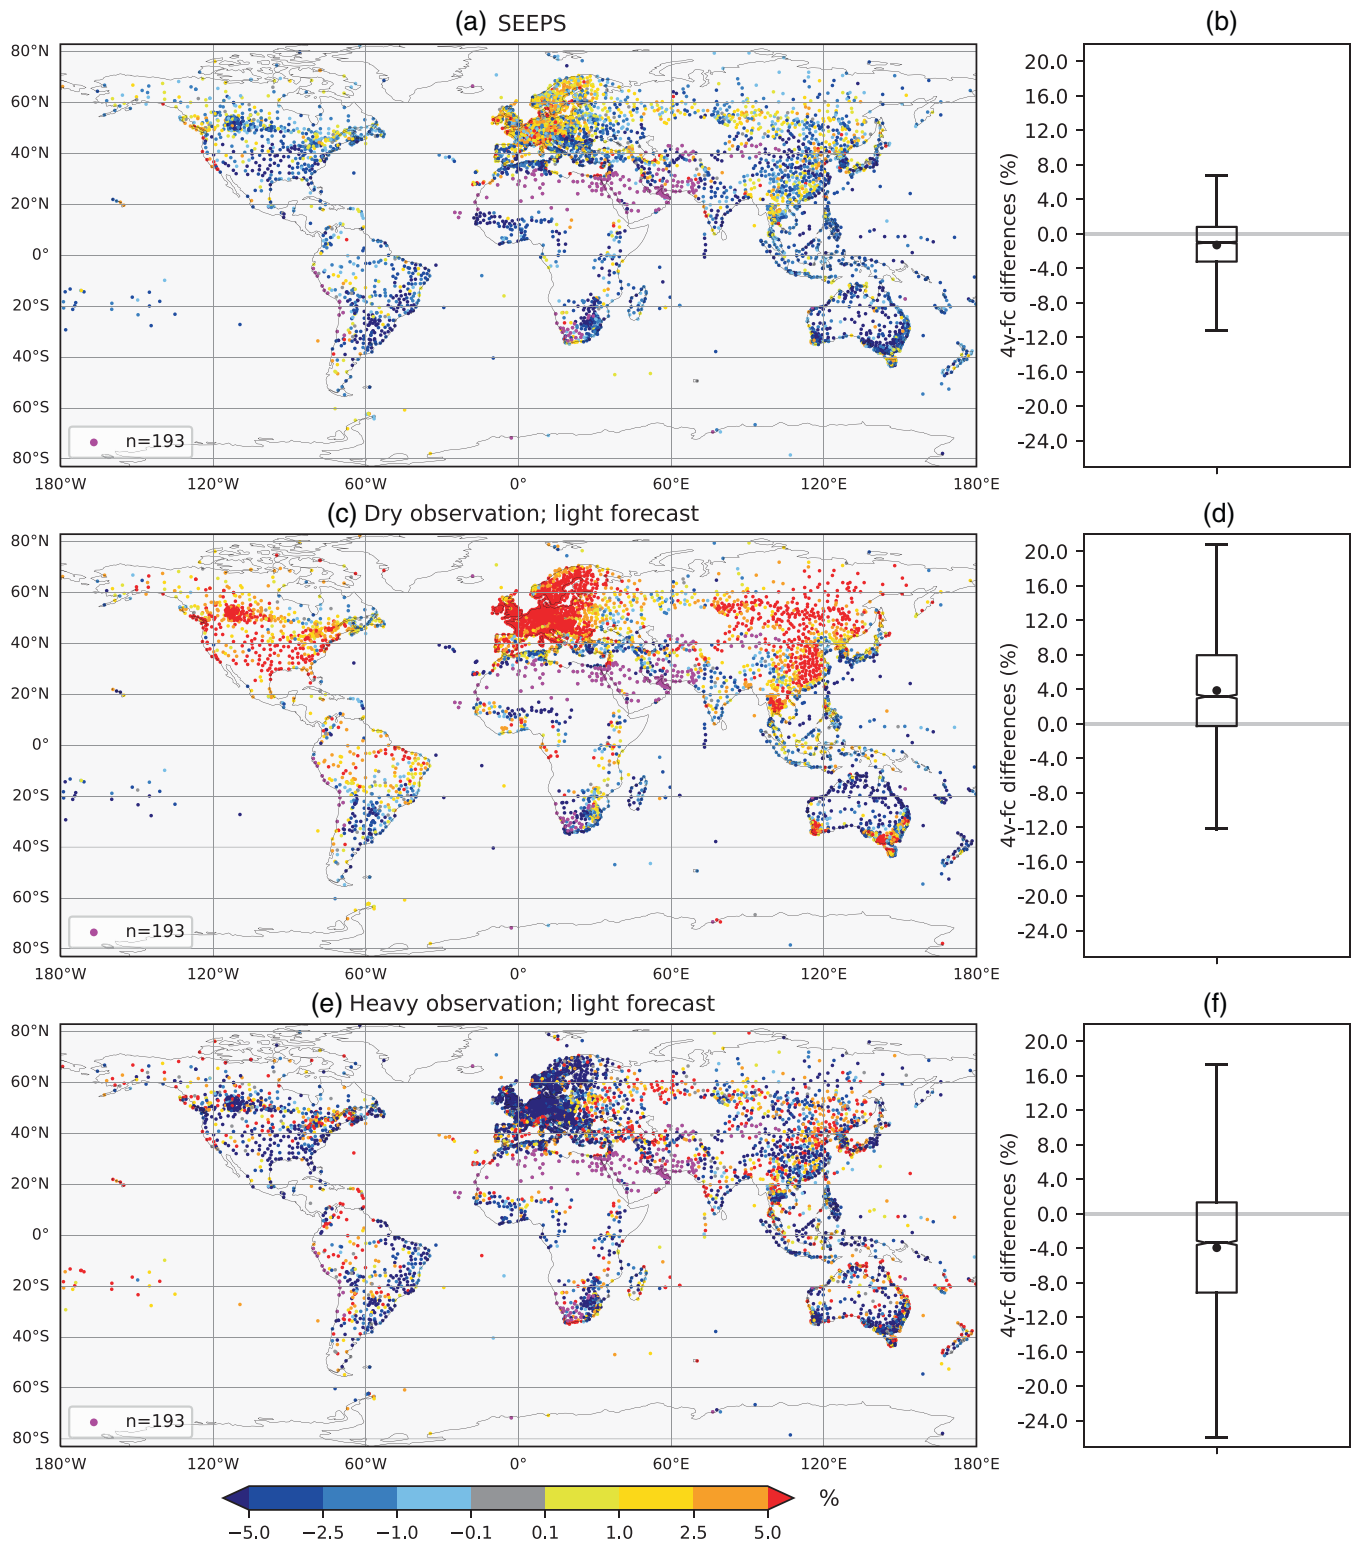 (a) SEEPS
(b)
80°N
60°N
40°N
20°N
0°
20°S
40°S
60°S
80°S
n=193
180°W 120°W 60°W 0° 60°E 120°E 180°E
4v-fc differences (%)
20.0
16.0
12.0
8.0
4.0
0.0
-4.0
-8.0
-12.0
-16.0
-20.0
-24.0
(c) Dry observation; light forecast
(d)
80°N
60°N
40°N
20°N
0°
20°S
40°S
60°S
80°S
n=193
180°W 120°W 60°W 0° 60°E 120°E 180°E
4v-fc differences (%)
20.0
16.0
12.0
8.0
4.0
0.0
-4.0
-8.0
-12.0
-16.0
-20.0
-24.0
(e) Heavy observation; light forecast
(f)
80°N
60°N
40°N
20°N
0°
20°S
40°S
60°S
80°S
n=193
180°W 120°W 60°W 0° 60°E 120°E 180°E
4v-fc differences (%)
20.0
16.0
12.0
8.0
4.0
0.0
-4.0
-8.0
-12.0
-16.0
-20.0
-24.0
%
−5.0 −2.5 −1.0 −0.1 0.1 1.0 2.5 5.0